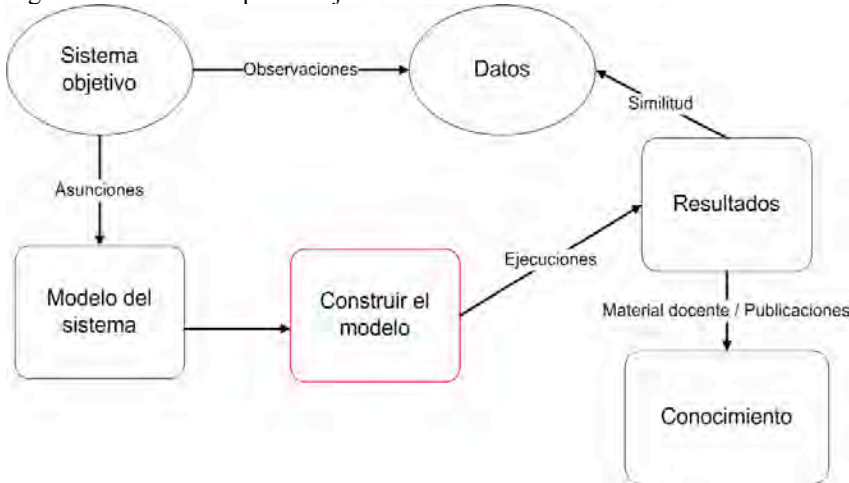 Sistema
objetivo
Observaciones
Datos
Similitud
Asunciones
Resultados
Ejecuciones
Modelo del
sistema
Construir el
modelo
Material docente / Publicaciones
Conocimiento